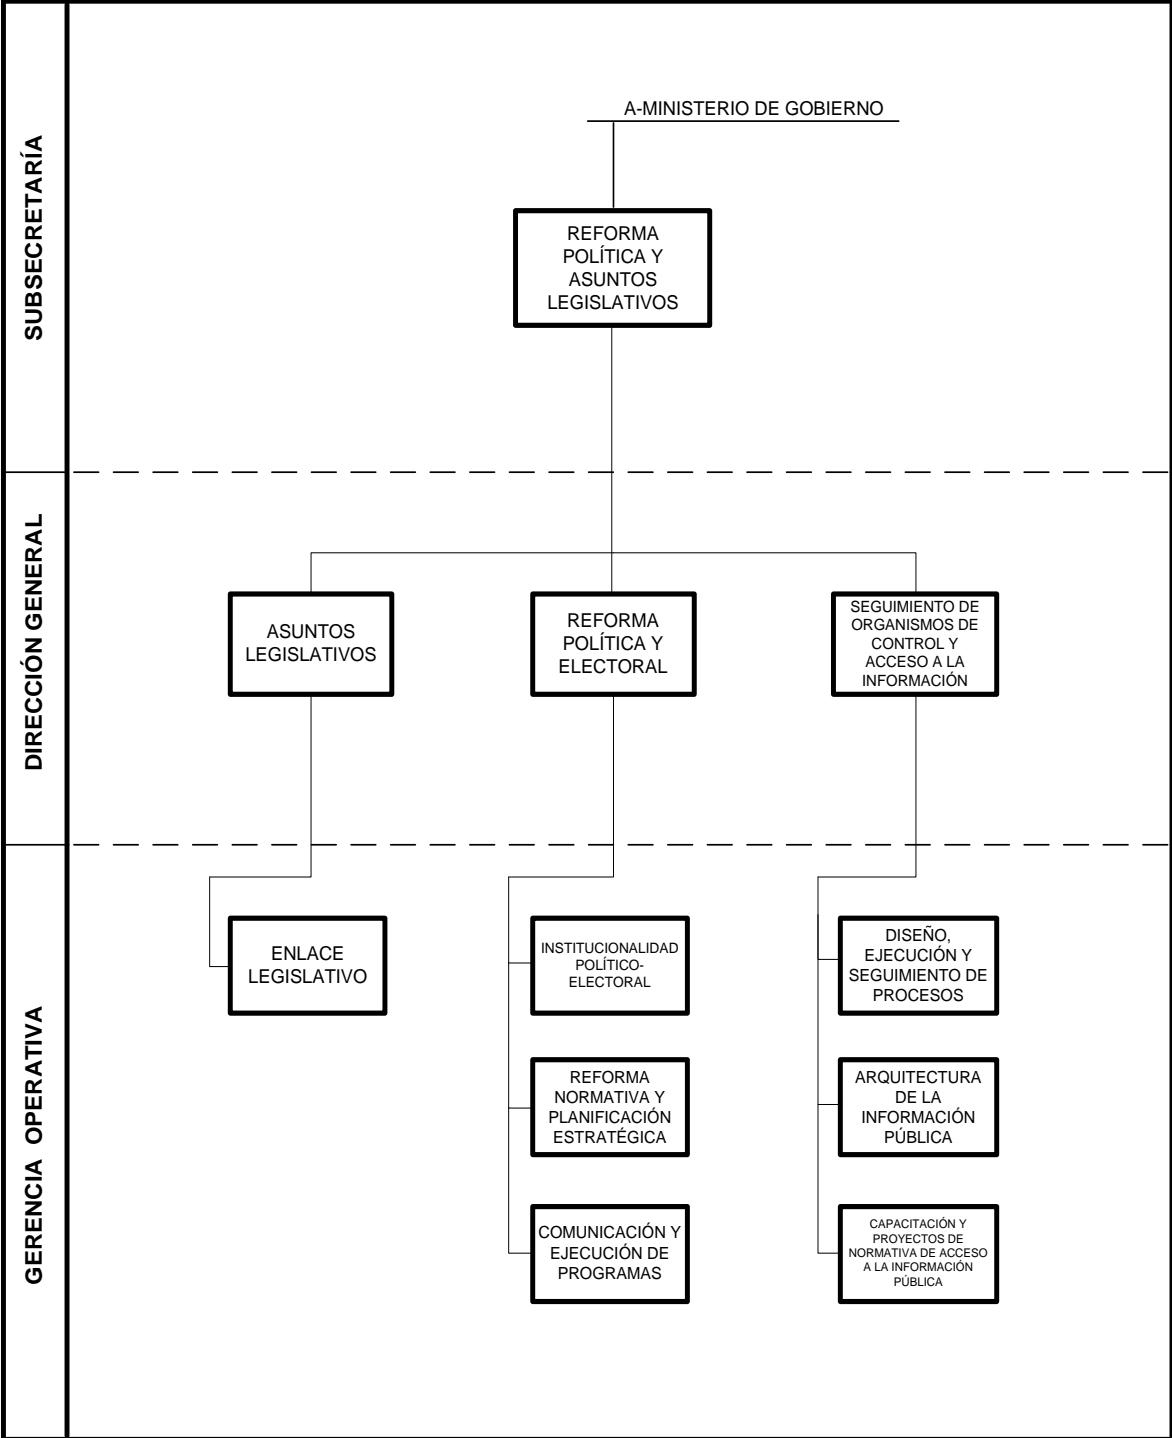 SUBSECRETARÍA
A-MINISTERIO DE GOBIERNO
REFORMA
POLÍTICA Y
ASUNTOS
LEGISLATIVOS
DIRECCIÓN GENERAL
ASUNTOS
LEGISLATIVOS
REFORMA
POLÍTICA Y
ELECTORAL
SEGUIMIENTO DE
ORGANISMOS DE
CONTROL Y
ACCESO A LA
INFORMACIÓN
GERENCIA OPERATIVA
ENLACE
LEGISLATIVO
INSTITUCIONALIDAD
POLÍTICO-
ELECTORAL
REFORMA
NORMATIVA Y
PLANIFICACIÓN
ESTRATÉGICA
COMUNICACIÓN Y
EJECUCIÓN DE
PROGRAMAS
DISEÑO,
EJECUCIÓN Y
SEGUIMIENTO DE
PROCESOS
ARQUITECTURA
DE LA
INFORMACIÓN
PÚBLICA
CAPACITACIÓN Y
PROYECTOS DE
NORMATIVA DE ACCESO
A LA INFORMACIÓN
PÚBLICA